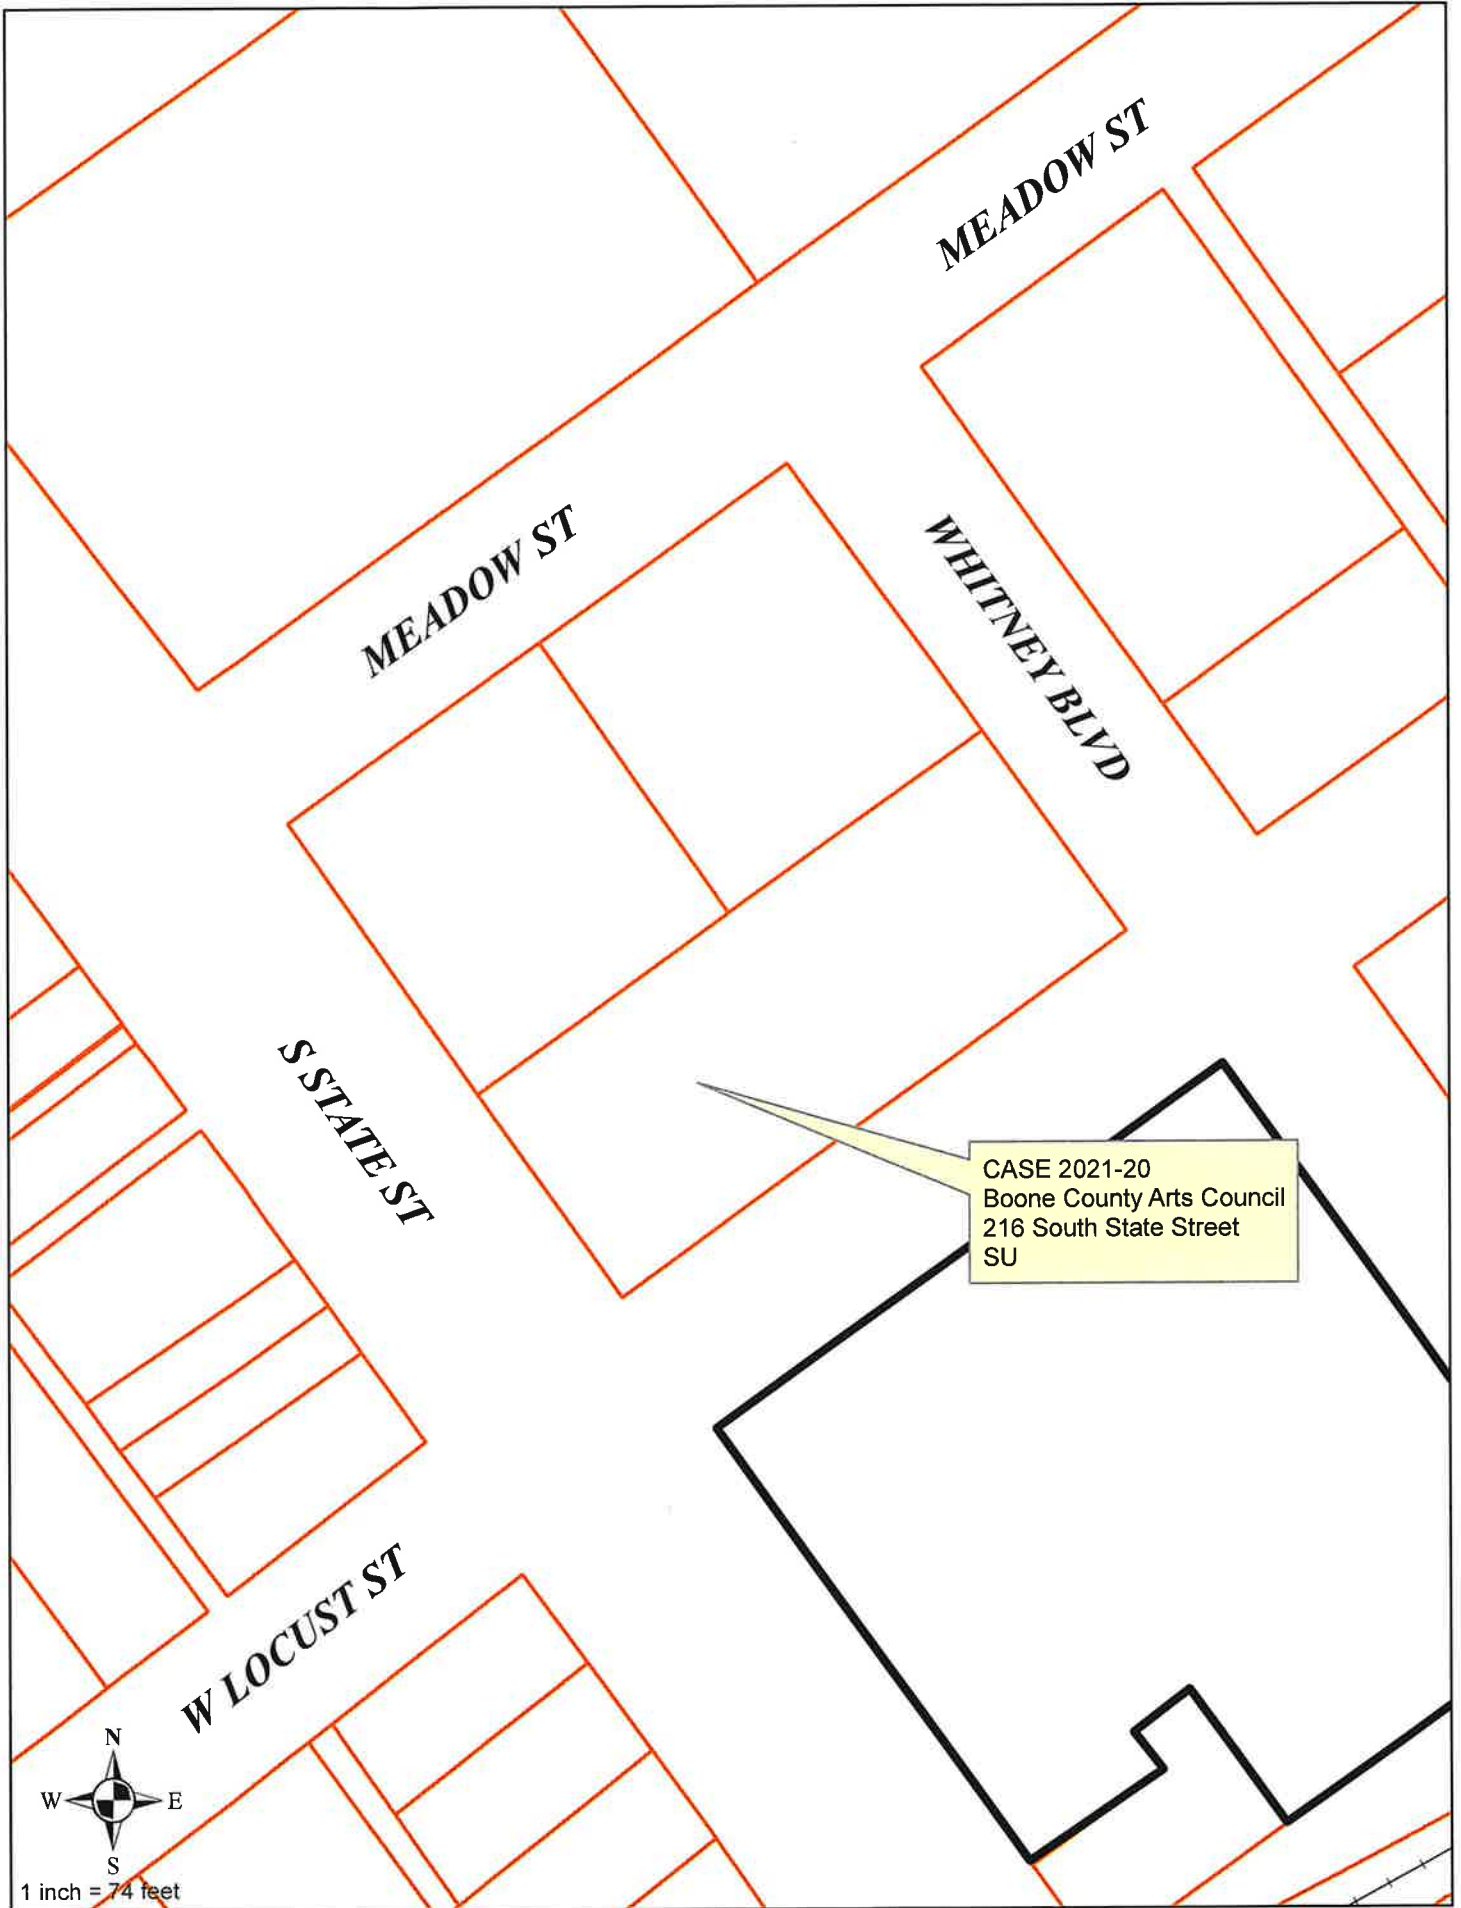 MEADOW ST
MEADOW ST
WHITNEY BLVD
S STATE ST
CASE 2021-20
Boone County Arts Council
216 South State Street
SU
W LOCUST ST
N
W E
S
1 inch = 74 feet